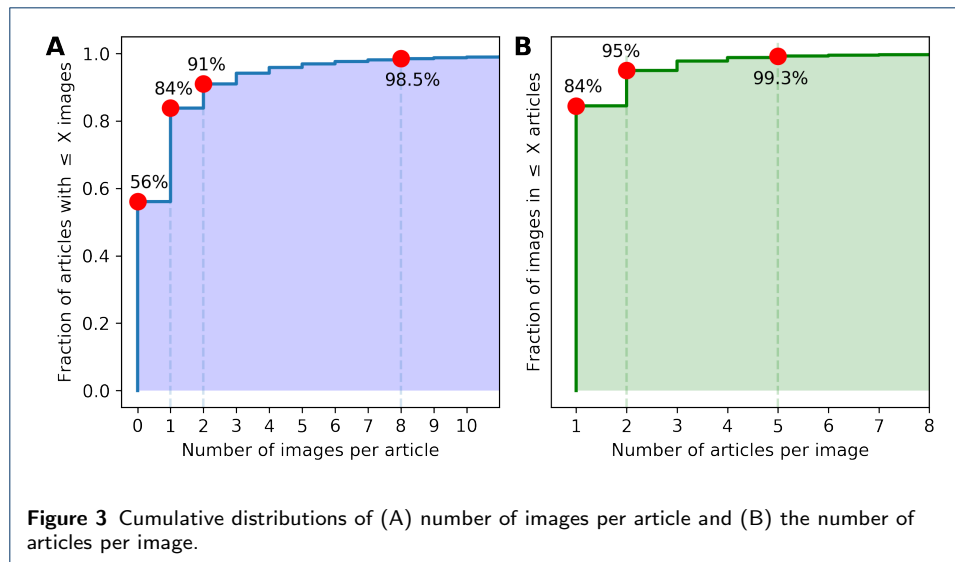 A
Fraction of articles with ≤ X images
1.0
0.8
0.6
0.4
0.2
0.0
56%
84%
91%
98.5%
0 1 2 3 4 5 6 7 8 9 10
Number of images per article
B
Fraction of images in ≤ X articles
84%
95%
99.3%
1 2 3 4 5 6 7 8
Number of articles per image
Figure 3 Cumulative distributions of (A) number of images per article and (B) the number of
articles per image.